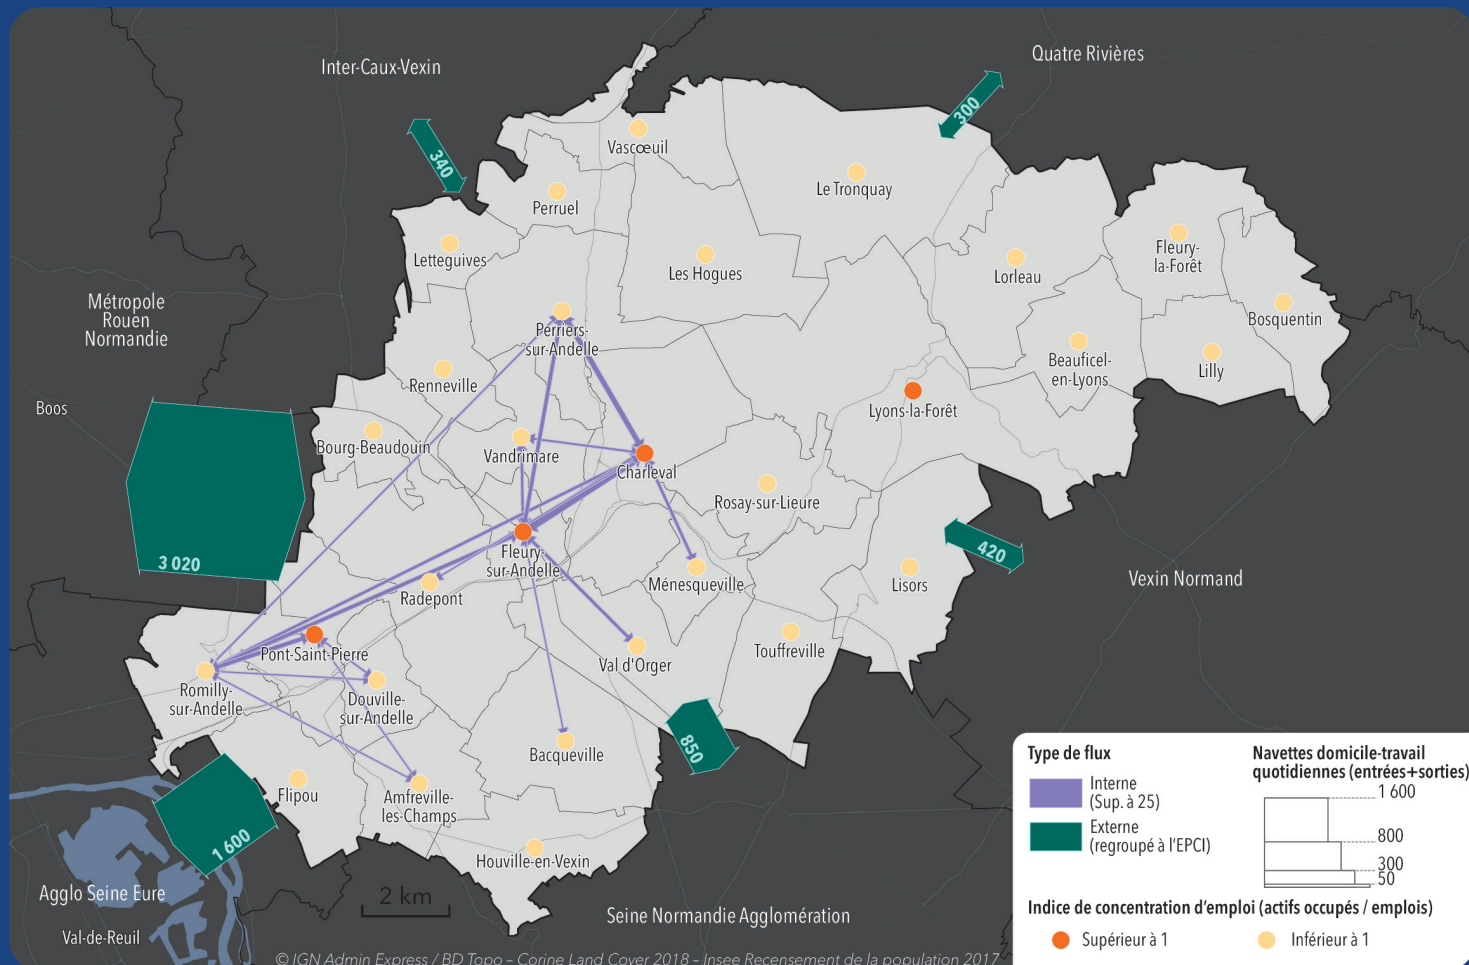 Inter-Caux-Vexin
Quatre Rivières
300
340
Vascœuil
Le Tronquay
Perruel
Letteguives
Les Hogues
Lorleau
Fleury-
la-Forêt
Bosquentin
Métropole
Rouen
Normandie
Perriers-
sur-Andelle
Renneville
Beauficel-
en-Lyons
Lilly
Boos
Lyons-la-Forêt
Bourg-Beaudouin
Vandrimare
Charleval
Rosay-sur-Lieure
3 020
Fleury-
sur-Andelle
420
Radepont
Ménesqueville
Lisors
Vexin Normand
Pont-Saint-Pierre
Val d'Orger
Touffreville
Romilly-
sur-Andelle
Douville-
sur-Andelle
850
Bacqueville
Flipou
Amfreville-
les-Champs
1 600
Houville-en-Vexin
Agglo Seine Eure
2 km
Seine Normandie Agglomération
Val-de-Reuil
© IGN Admin Express / BD Topo – Corine Land Cover 2018 - Insee Recensement de la population 2017
Type de flux
Interne
(Sup. à 25)
Externe
(regroupé à l'EPCI)
Navettes domicile-travail
quotidiennes (entrées+sorties)
1 600
800
300
50
Indice de concentration d'emploi (actifs occupés / emplois)
Supérieur à 1
Inférieur à 1